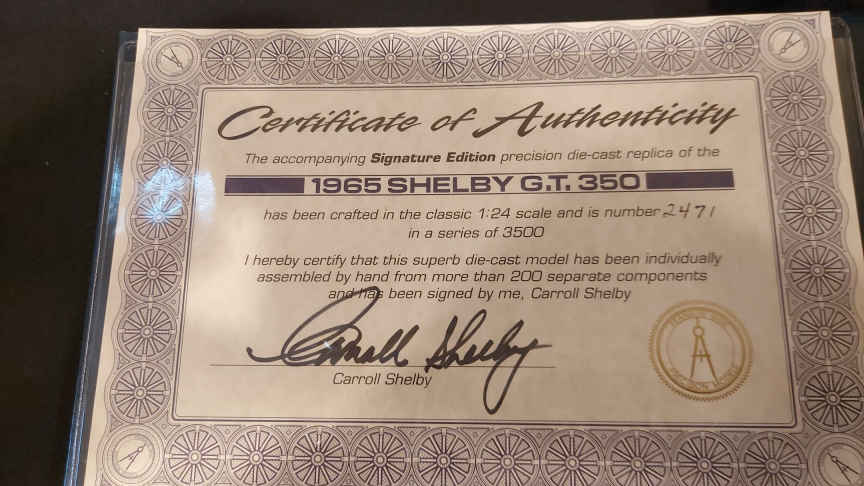 Certificate of Authenticity
The accompanying Signature Edition precision die-cast replica of the
1965 SHELBY G.T. 350
has been crafted in the classic 1:24 scale and is number 2471
in a series of 3500
I hereby certify that this superb die-cast model has been individually
assembled by hand from more than 200 separate components
and has been signed by me, Carroll Shelby
Carroll Shelby
Carroll Shelby